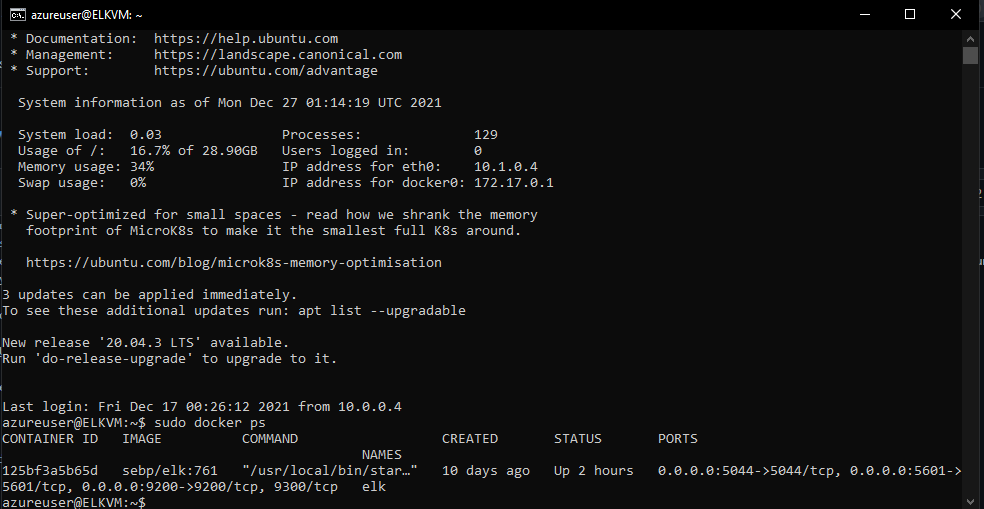 azureuser@ELKVM: ~
* Documentation:  https://help.ubuntu.com
* Management:     https://landscape.canonical.com
* Support:        https://ubuntu.com/advantage
System information as of Mon Dec 27 01:14:19 UTC 2021
System load:  0.03               Processes:              129
Usage of /:   16.7% of 28.90GB   Users logged in:        0
Memory usage: 34%                IP address for eth0:    10.1.0.4
Swap usage:   0%                 IP address for docker0: 172.17.0.1
* Super-optimized for small spaces - read how we shrank the memory
footprint of MicroK8s to make it the smallest full K8s around.
https://ubuntu.com/blog/microk8s-memory-optimisation
3 updates can be applied immediately.
To see these additional updates run: apt list --upgradable
New release '20.04.3 LTS' available.
Run 'do-release-upgrade' to upgrade to it.
Last login: Fri Dec 17 00:26:12 2021 from 10.0.0.4
azureuser@ELKVM:~$ sudo docker ps
CONTAINER ID   IMAGE          COMMAND                  CREATED       STATUS       PORTS
NAMES
125bf3a5b65d   sebp/elk:761   "/usr/local/bin/star…"   10 days ago   Up 2 hours   0.0.0.0:5044->5044/tcp, 0.0.0.0:5601->
5601/tcp, 0.0.0.0:9200->9200/tcp, 9300/tcp   elk
azureuser@ELKVM:~$